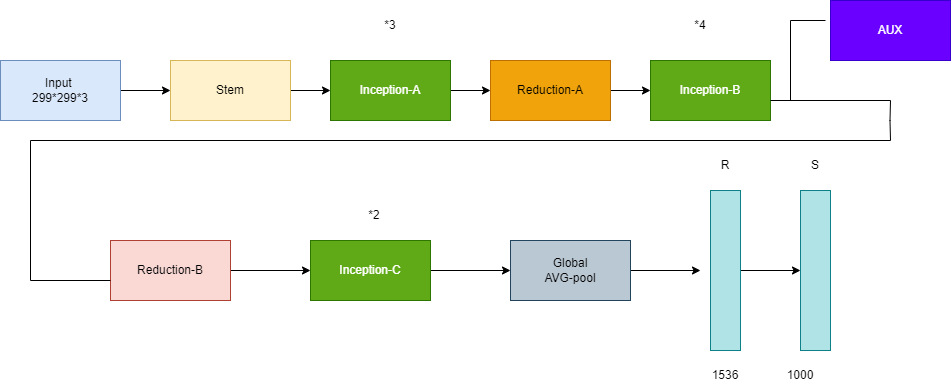 *3
*4
AUX
Input
299*299*3
Stem
Inception-A
Reduction-A
Inception-B
R
S
*2
Reduction-B
Inception-C
Global
AVG-pool
1536
1000